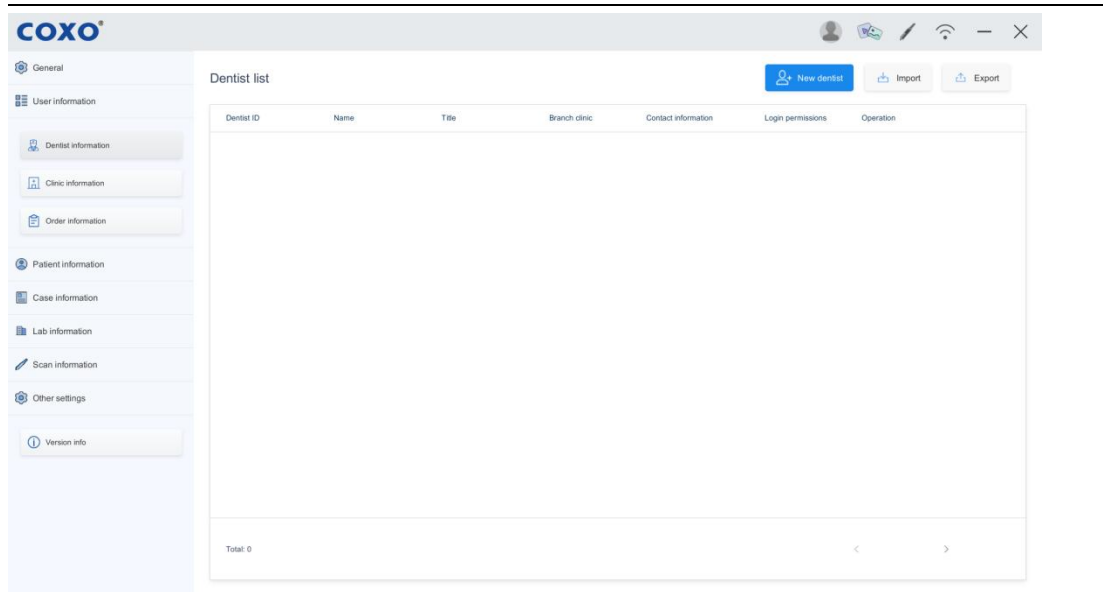 COXO®
General
User information
Dentist information
Clinic information
Order information
Patient information
Case information
Lab information
Scan information
Other settings
Version info
Dentist list
New dentist Import Export
Dentist ID Name Title Branch clinic Contact information Login permissions Operation
Total: 0